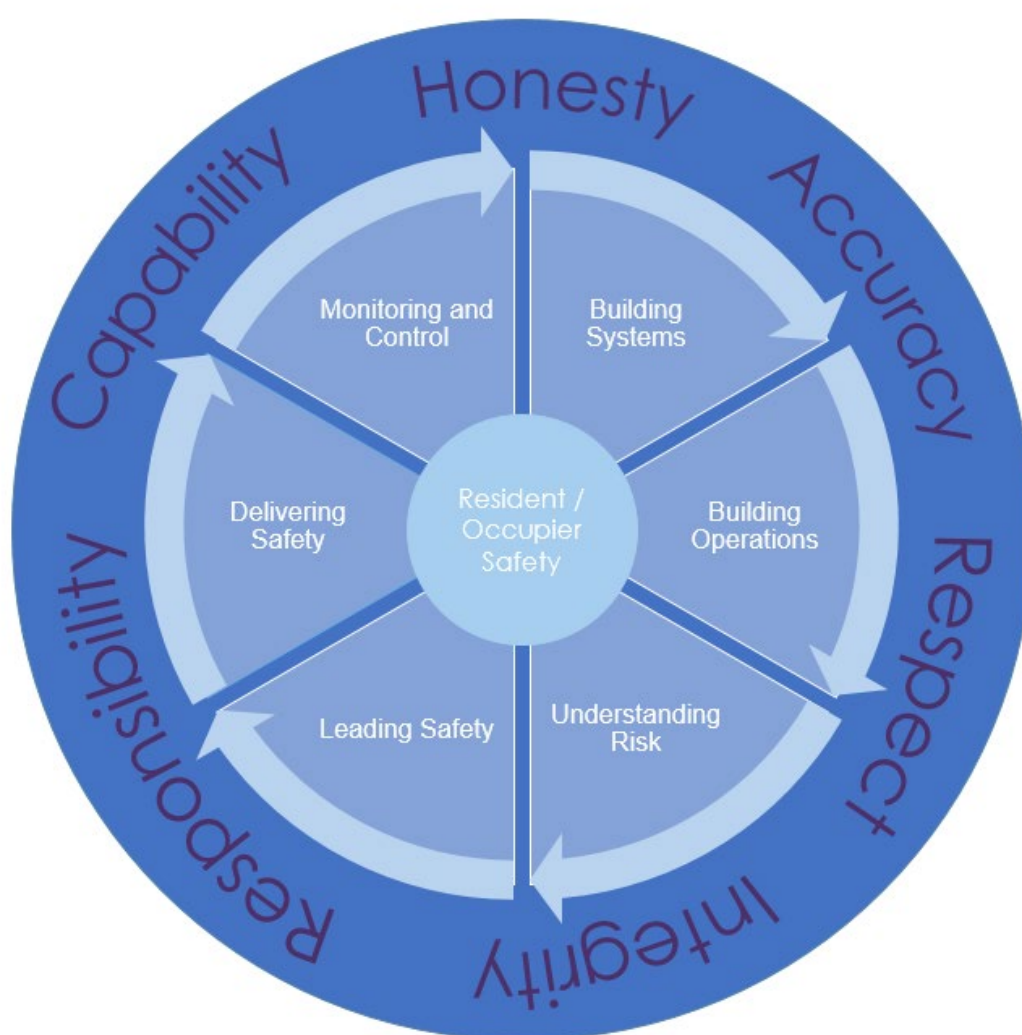 Honesty
Accuracy
Respect
Integrity
Responsibility
Capability
Building
Systems
Building
Operations
Understanding
Risk
Leading Safety
Delivering
Safety
Monitoring and
Control
Resident /
Occupier
Safety